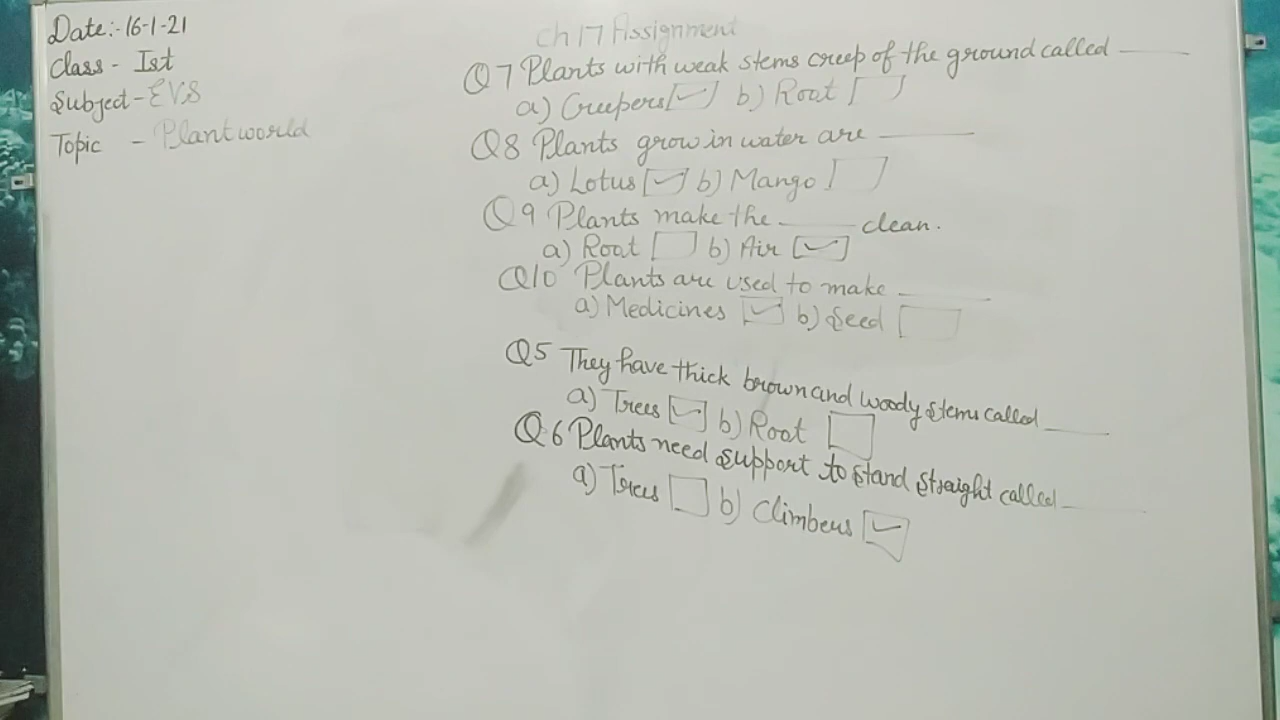 Date:- 16-1-21
Class - Ist
Subject - EVS
Topic - Plant world
Ch 17 Assignment
Q7 Plants with weak stems creep of the ground called ______
a) Creepers [✓] b) Root [ ]
Q8 Plants grow in water are ______
a) Lotus [✓] b) Mango [ ]
Q9 Plants make the ______ clean.
a) Root [ ] b) Air [✓]
Q10 Plants are used to make ______
a) Medicines [✓] b) Seed [ ]
Q5 They have thick brown and woody stems called ______
a) Trees [✓] b) Root [ ]
Q6 Plants need support to stand straight called ______
a) Trees [ ] b) Climbers [✓]